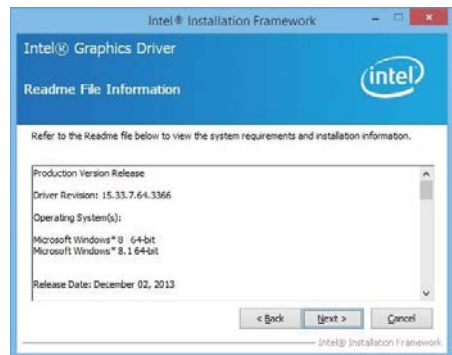 Intel® Installation Framework
Intel® Graphics Driver
Readme File Information
intel
Refer to the Readme file below to view the system requirements and installation information.
Production Version Release
Driver Revision: 15.33.7.64.3366
Operating System(s):
Microsoft Windows* 8 64-bit
Microsoft Windows* 8.1 64-bit
Release Date: December 02, 2013
< Back Next > Cancel
Intel® Installation Framework